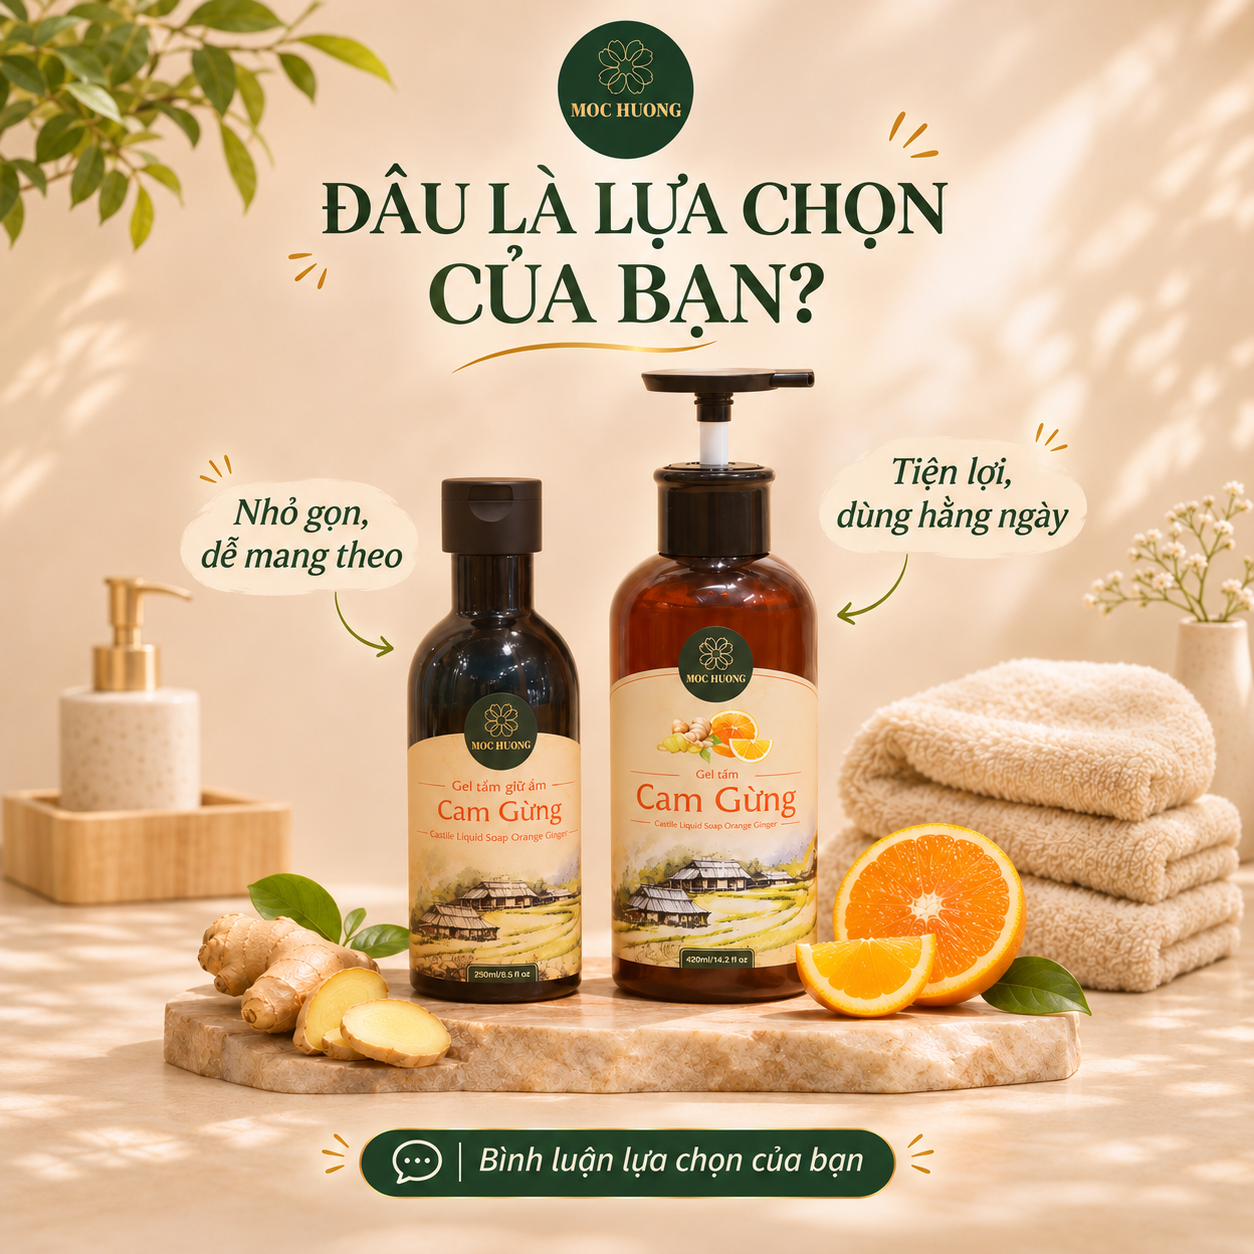 MOC HUONG
ĐÂU LÀ LỰA CHỌN
CỦA BẠN?
Nhỏ gọn,
dễ mang theo
Tiện lợi,
dùng hằng ngày
MOC HUONG
Gel tắm giữ ẩm
Cam Gừng
Castile Liquid Soap Orange Ginger
250ml/8.5 fl oz
MOC HUONG
Gel tắm
Cam Gừng
Castile Liquid Soap Orange Ginger
420ml/14.2 fl oz
Bình luận lựa chọn của bạn